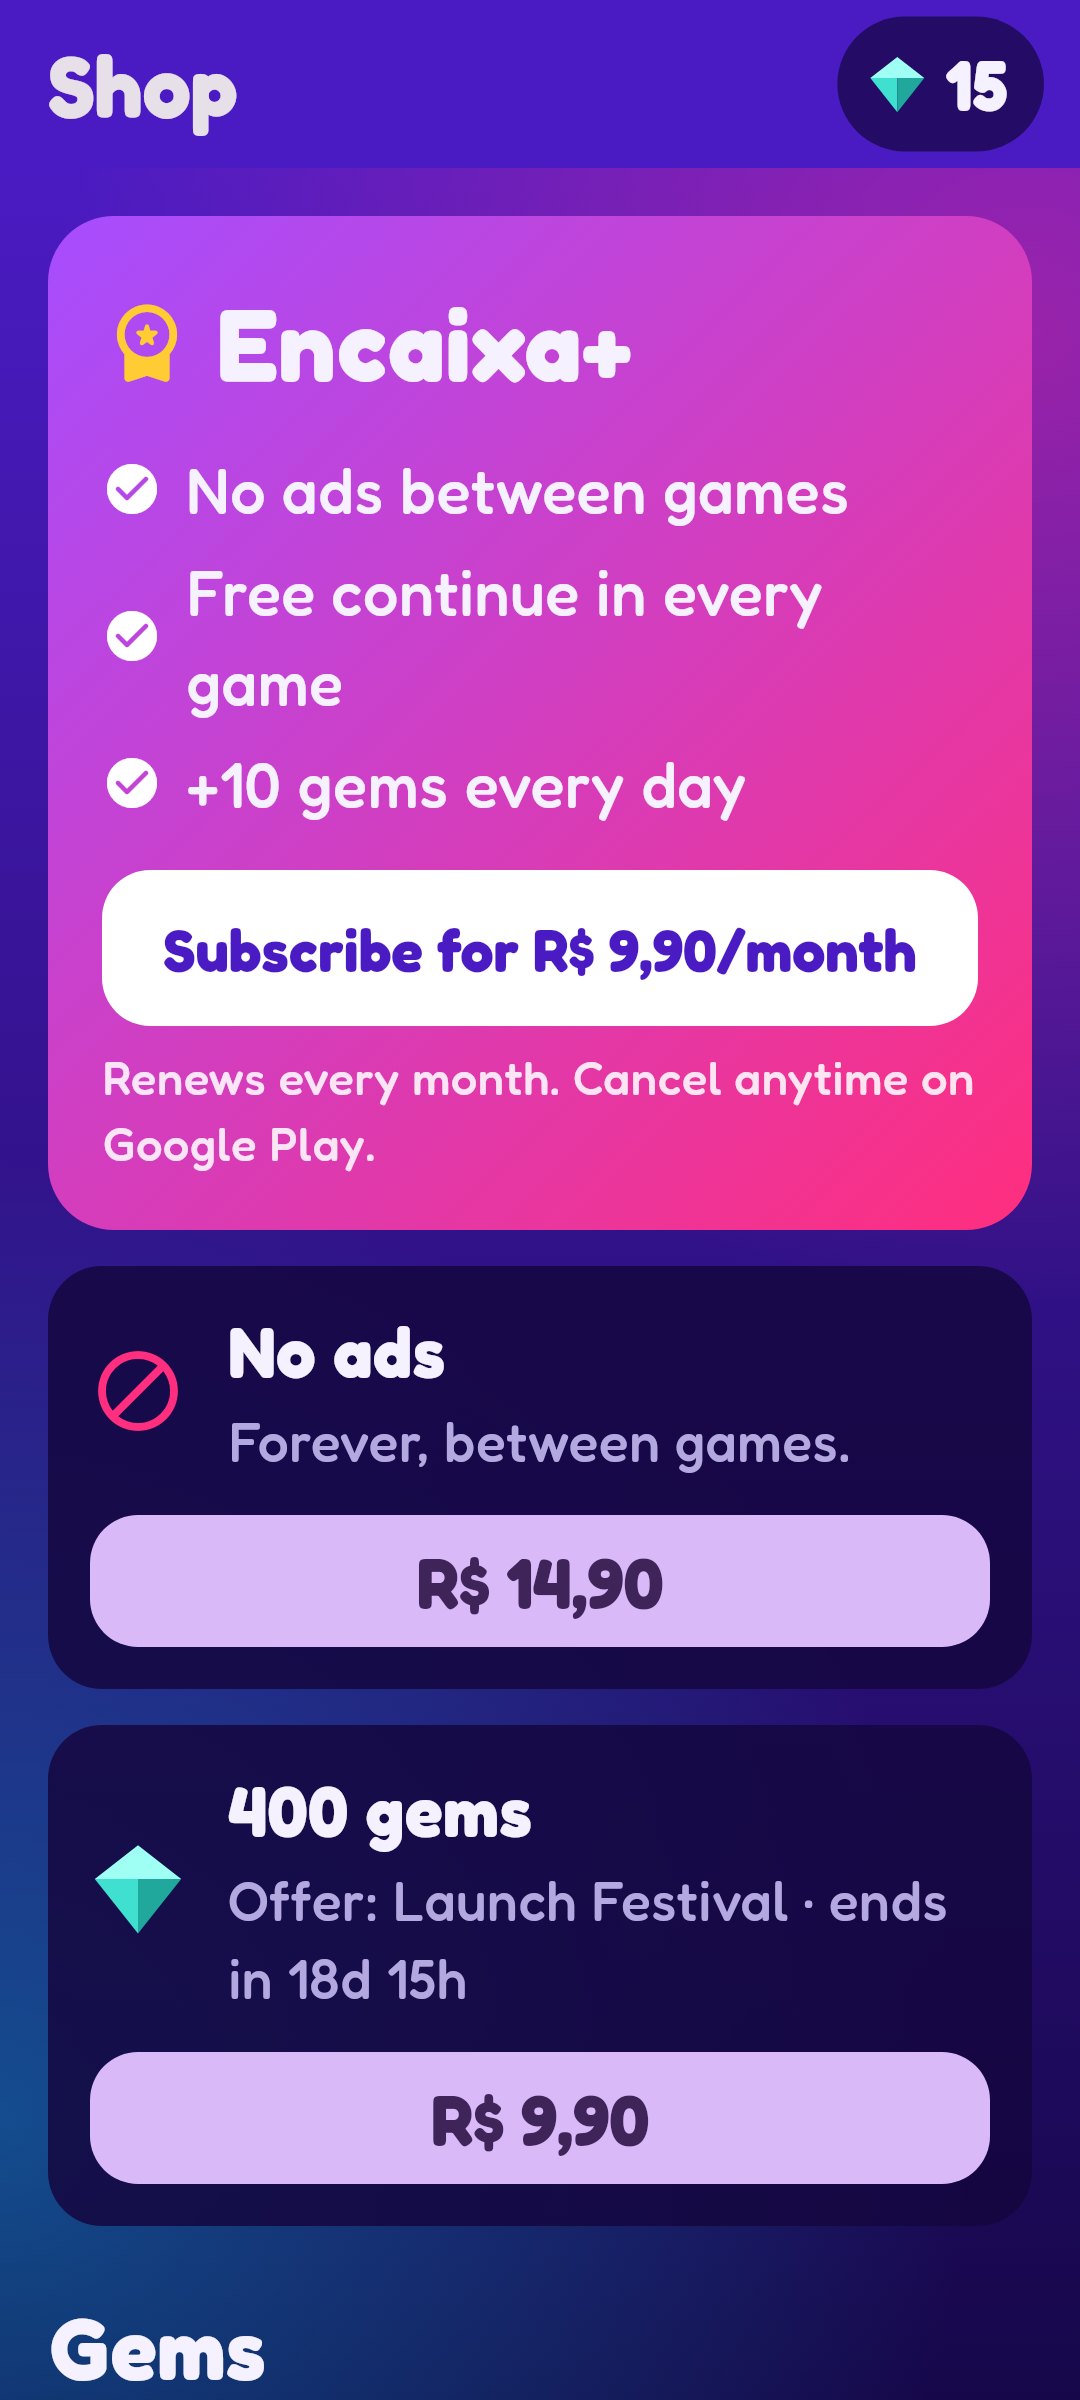 Shop
15
Encaixa+
No ads between games
Free continue in every
game
+10 gems every day
Subscribe for R$ 9,90/month
Renews every month. Cancel anytime on
Google Play.
No ads
Forever, between games.
R$ 14,90
400 gems
Offer: Launch Festival · ends
in 18d 15h
R$ 9,90
Gems